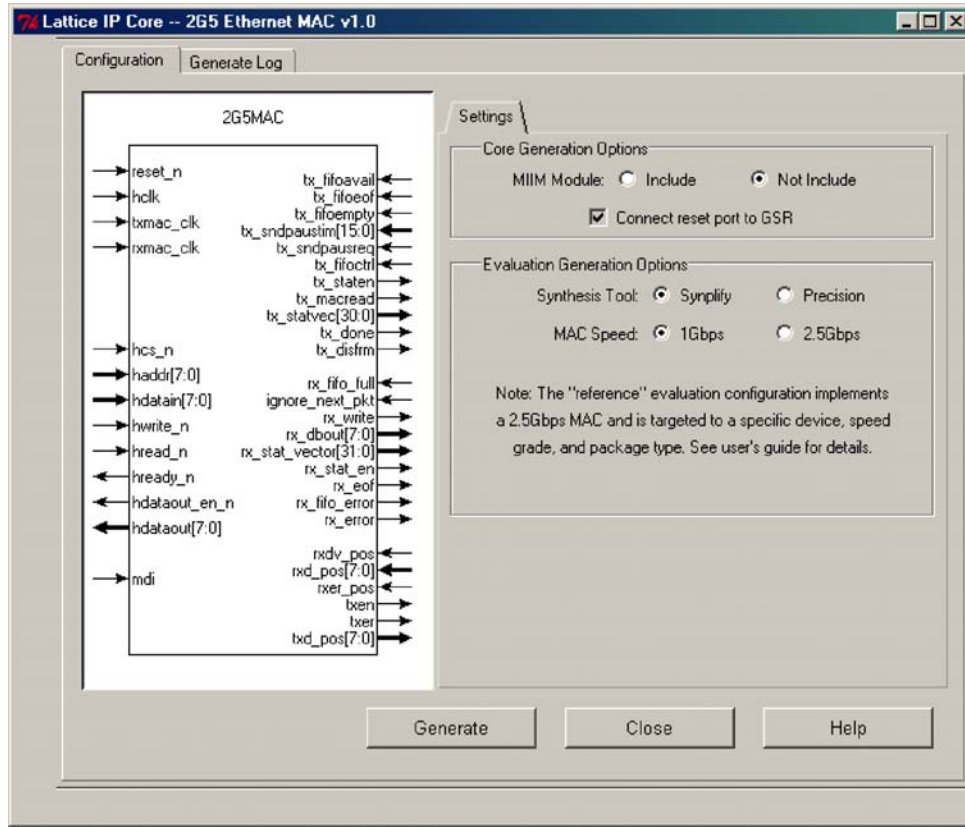 Lattice IP Core -- 2G5 Ethernet MAC v1.0
Configuration
Generate Log
2G5MAC
reset_n
hclk
txmac_clk
rxmac_clk
hcs_n
haddr[7:0]
hdatain[7:0]
hwrite_n
hread_n
hready_n
hdataout_en_n
hdataout[7:0]
mdi
tx_fifoavail
tx_fifoeof
tx_fifoempty
tx_sndpaustim[15:0]
tx_sndpausreq
tx_fifoctrl
tx_staten
tx_macread
tx_statvec[30:0]
tx_done
tx_disfrm
rx_fifo_full
ignore_next_pkt
rx_write
rx_dbout[7:0]
rx_stat_vector[31:0]
rx_stat_en
rx_eof
rx_fifo_error
rx_error
rxdv_pos
rxd_pos[7:0]
rxer_pos
txen
txer
txd_pos[7:0]
Settings
Core Generation Options
MIIM Module: Include Not Include
Connect reset port to GSR
Evaluation Generation Options
Synthesis Tool: Synplify Precision
MAC Speed: 1Gbps 2.5Gbps
Note: The "reference" evaluation configuration implements
a 2.5Gbps MAC and is targeted to a specific device, speed
grade, and package type. See user's guide for details.
Generate
Close
Help